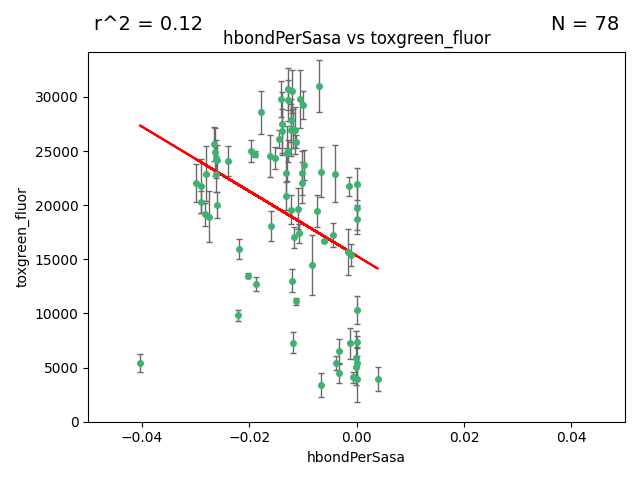 r^2 = 0.12
N = 78
hbondPerSasa vs toxgreen_fluor
30000
25000
20000
15000
10000
5000
0
toxgreen_fluor
−0.04
−0.02
0.00
0.02
0.04
hbondPerSasa